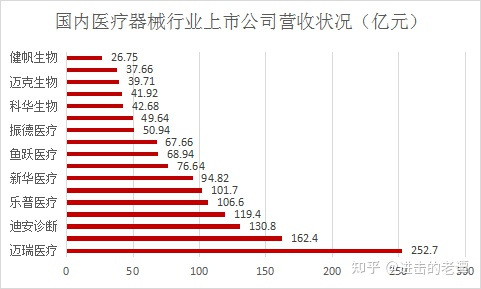 国内医疗器械行业上市公司营收状况（亿元）
健帆生物 26.75
37.66
迈克生物 39.71
41.92
科华生物 42.68
49.64
振德医疗 50.94
67.66
鱼跃医疗 68.94
76.64
新华医疗 94.82
101.7
乐普医疗 106.6
119.4
迪安诊断 130.8
162.4
迈瑞医疗 252.7
0 50 100 150 200 250 300
知乎 @进击的老谭